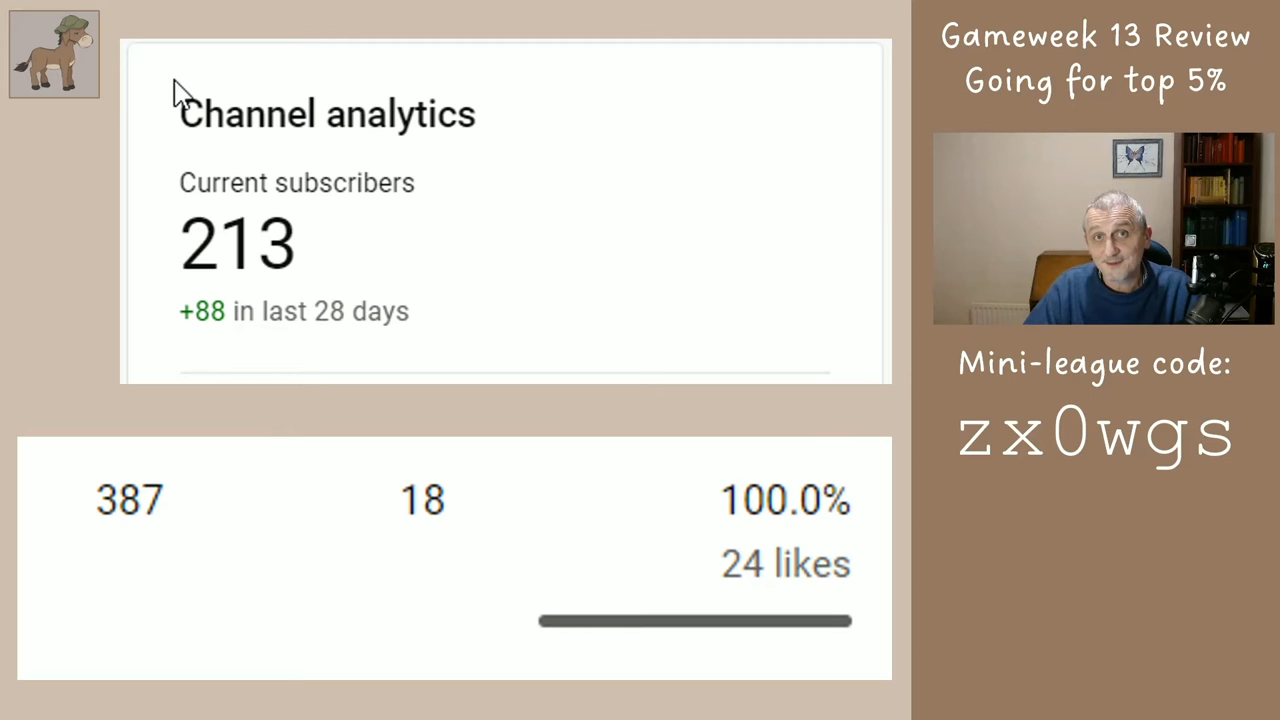 Channel analytics
Current subscribers
213
+88 in last 28 days
387 18 100.0%
24 likes
Gameweek 13 Review
Going for top 5%
Mini-league code:
zx0wgs